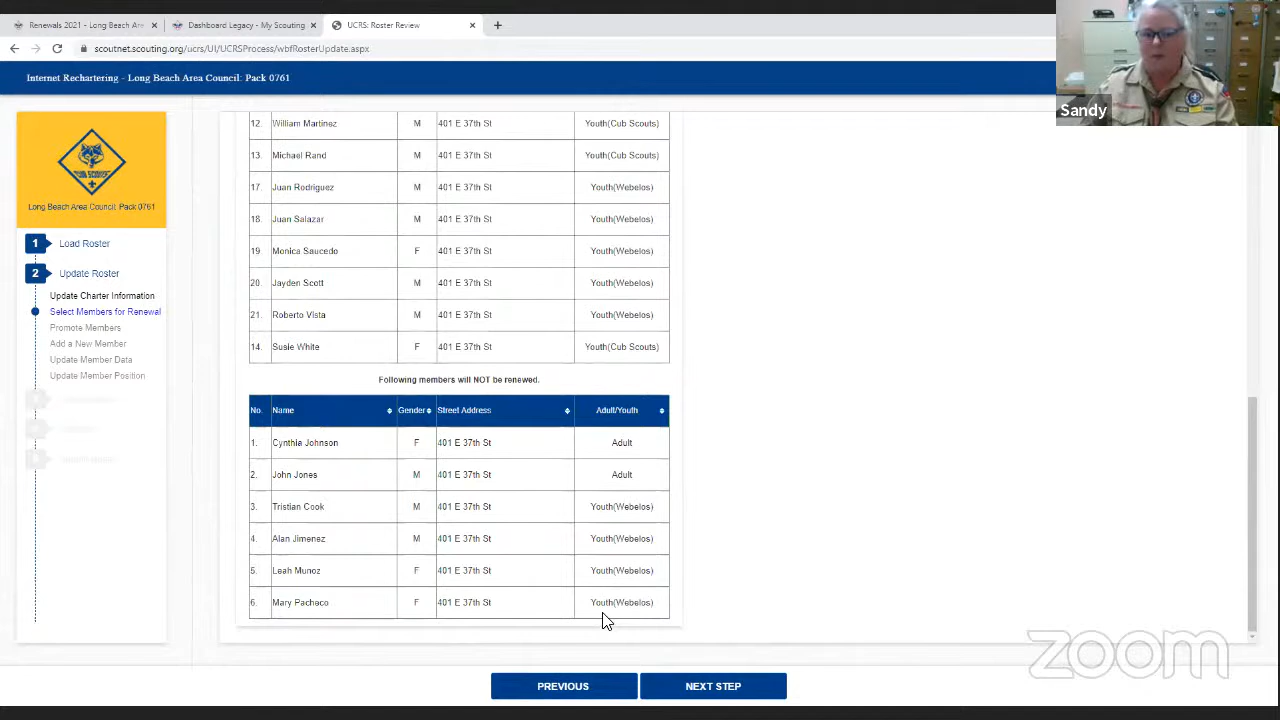 Renewals 2021 - Long Beach Are
Dashboard Legacy - My Scouting
UCRS: Roster Review
scoutnet.scouting.org/ucrs/UI/UCRSProcess/wbfRosterUpdate.aspx
Internet Rechartering - Long Beach Area Council: Pack 0761
Sandy
Long Beach Area Council: Pack 0761
1 Load Roster
2 Update Roster
Update Charter Information
Select Members for Renewal
Promote Members
Add a New Member
Update Member Data
Update Member Position
12. William Martinez M 401 E 37th St Youth(Cub Scouts)
13. Michael Rand M 401 E 37th St Youth(Cub Scouts)
17. Juan Rodriguez M 401 E 37th St Youth(Webelos)
18. Juan Salazar M 401 E 37th St Youth(Webelos)
19. Monica Saucedo F 401 E 37th St Youth(Webelos)
20. Jayden Scott M 401 E 37th St Youth(Webelos)
21. Roberto Vista M 401 E 37th St Youth(Webelos)
14. Susie White F 401 E 37th St Youth(Cub Scouts)
Following members will NOT be renewed.
No. Name Gender Street Address Adult/Youth
1. Cynthia Johnson F 401 E 37th St Adult
2. John Jones M 401 E 37th St Adult
3. Tristian Cook M 401 E 37th St Youth(Webelos)
4. Alan Jimenez M 401 E 37th St Youth(Webelos)
5. Leah Munoz F 401 E 37th St Youth(Webelos)
6. Mary Pacheco F 401 E 37th St Youth(Webelos)
PREVIOUS
NEXT STEP
zoom